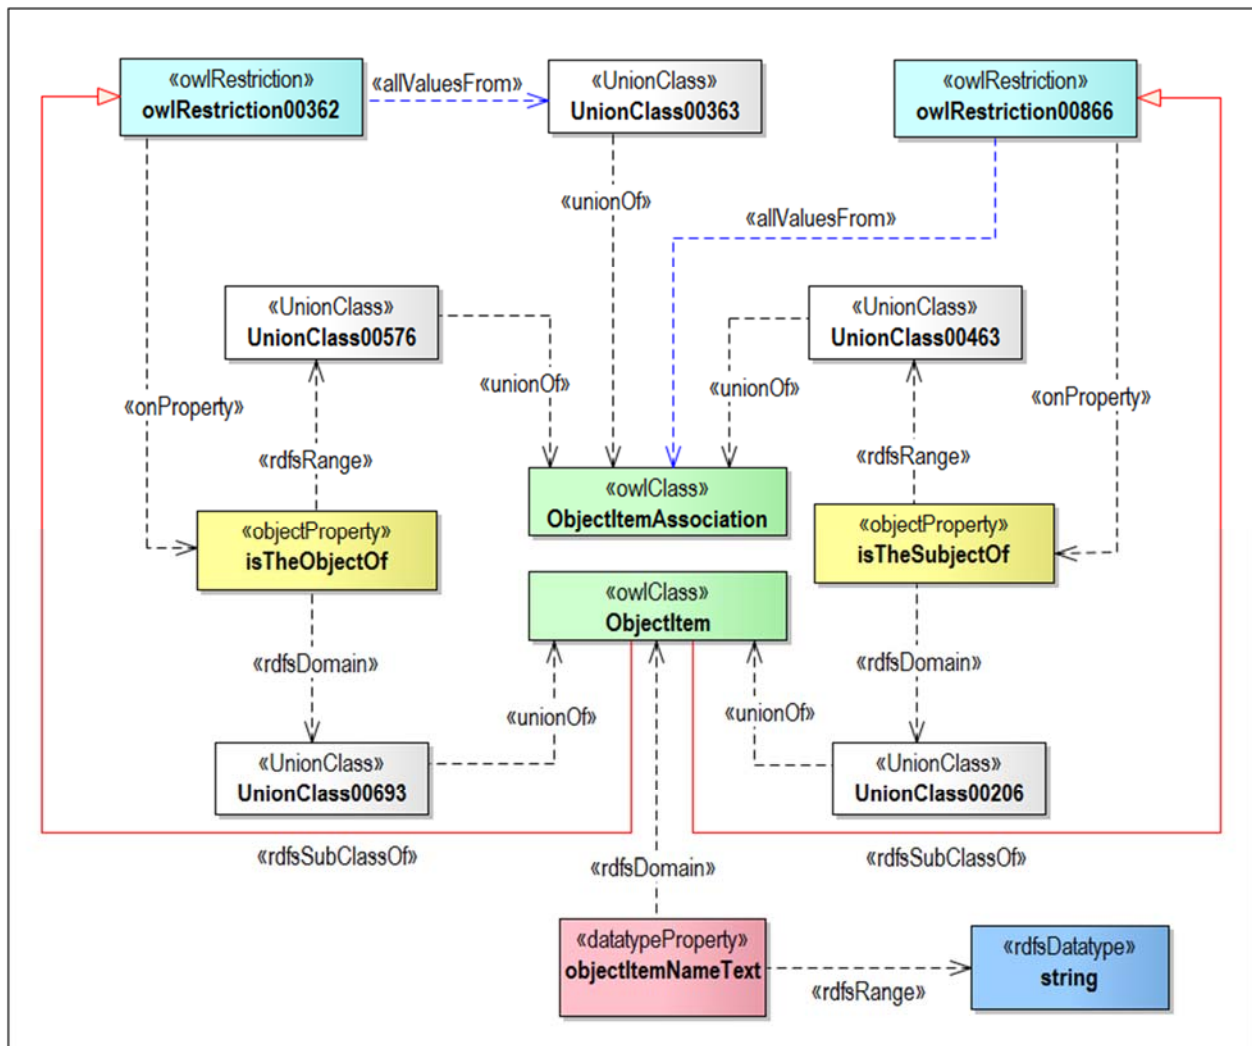 «owlRestriction»
owlRestriction00362
«allValuesFrom»
«UnionClass»
UnionClass00363
«owlRestriction»
owlRestriction00866
«unionOf»
«allValuesFrom»
«UnionClass»
UnionClass00576
«UnionClass»
UnionClass00463
«unionOf»
«unionOf»
«onProperty»
«onProperty»
«rdfsRange»
«rdfsRange»
«owlClass»
ObjectItemAssociation
«objectProperty»
isTheObjectOf
«objectProperty»
isTheSubjectOf
«owlClass»
ObjectItem
«rdfsDomain»
«rdfsDomain»
«unionOf»
«unionOf»
«UnionClass»
UnionClass00693
«UnionClass»
UnionClass00206
«rdfsSubClassOf»
«rdfsDomain»
«rdfsSubClassOf»
«datatypeProperty»
objectItemNameText
«rdfsRange»
«rdfsDatatype»
string